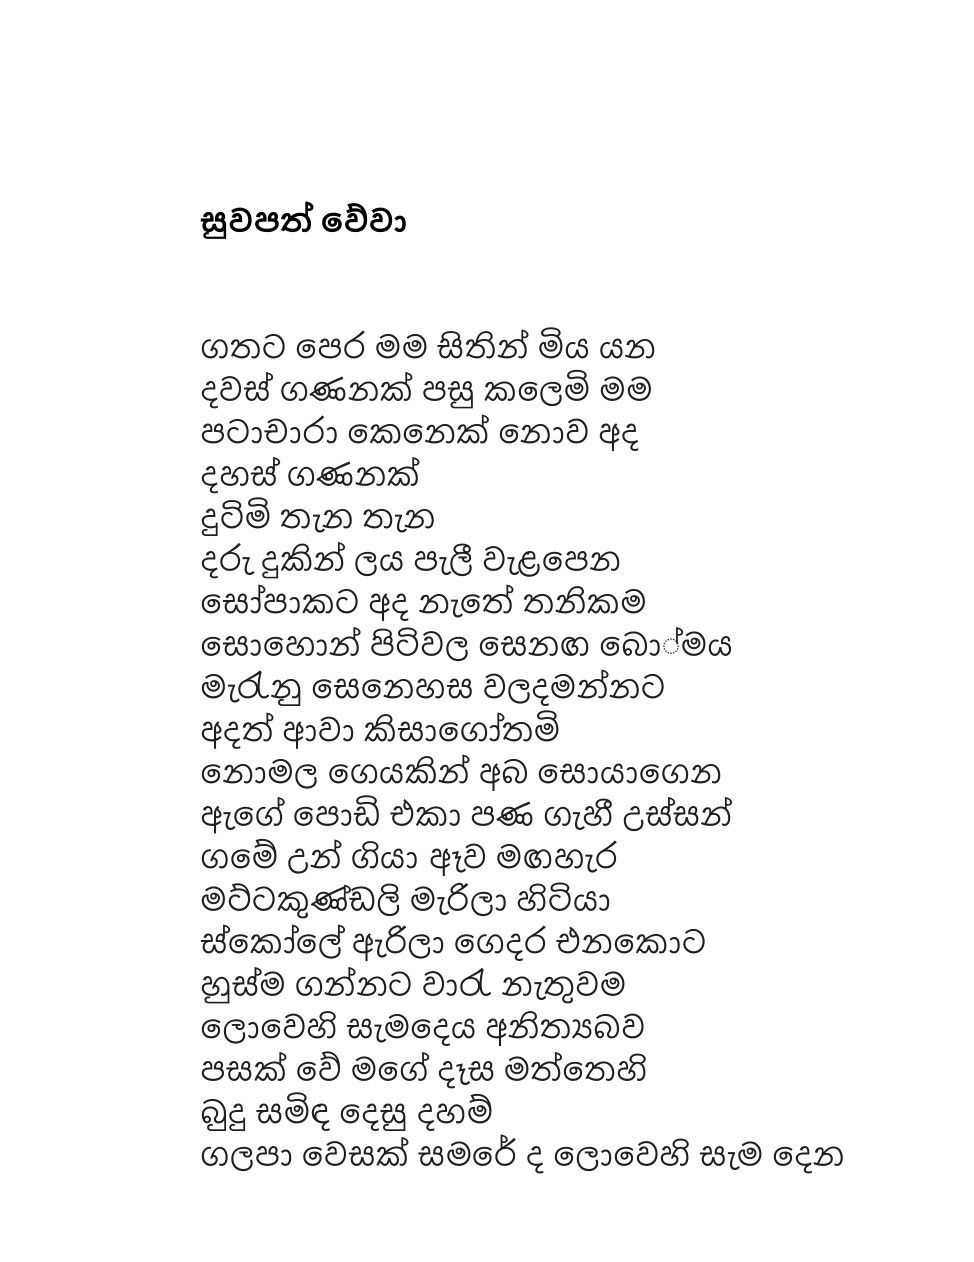 සුවපත් වේවා
ගතට පෙර මම සිතින් මිය යන
දවස් ගණනක් පසු කලෙමි මම
පටාචාරා කෙනෙක් නොව අද
දහස් ගණනක්
දුටිමි තැන තැන
දරු දුකින් ලය පැලී වැළපෙන
සෝපාකට අද නැතේ තනිකම
සොහොන් පිටිවල සෙනඟ බෝමය
මැරැනු සෙනෙහස වලදමන්නට
අදත් ආවා කිසාගෝතමි
නොමල ගෙයකින් අබ සොයාගෙන
ඇගේ පොඩි එකා පණ ගැහී උස්සන්
ගමේ උන් ගියා ඈව මඟහැර
මට්ටකුණ්ඩලි මැරිලා හිටියා
ස්කෝලේ ඇරිලා ගෙදර එනකොට
හුස්ම ගන්නට වාරැ නැතුවම
ලොවෙහි සැමදෙය අනිත්‍යබව
පසක් වේ මගේ දෑස මත්තෙහි
බුදු සමිඳ දෙසු දහම්
ගලපා වෙසක් සමරේ ද ලොවෙහි සැම දෙන